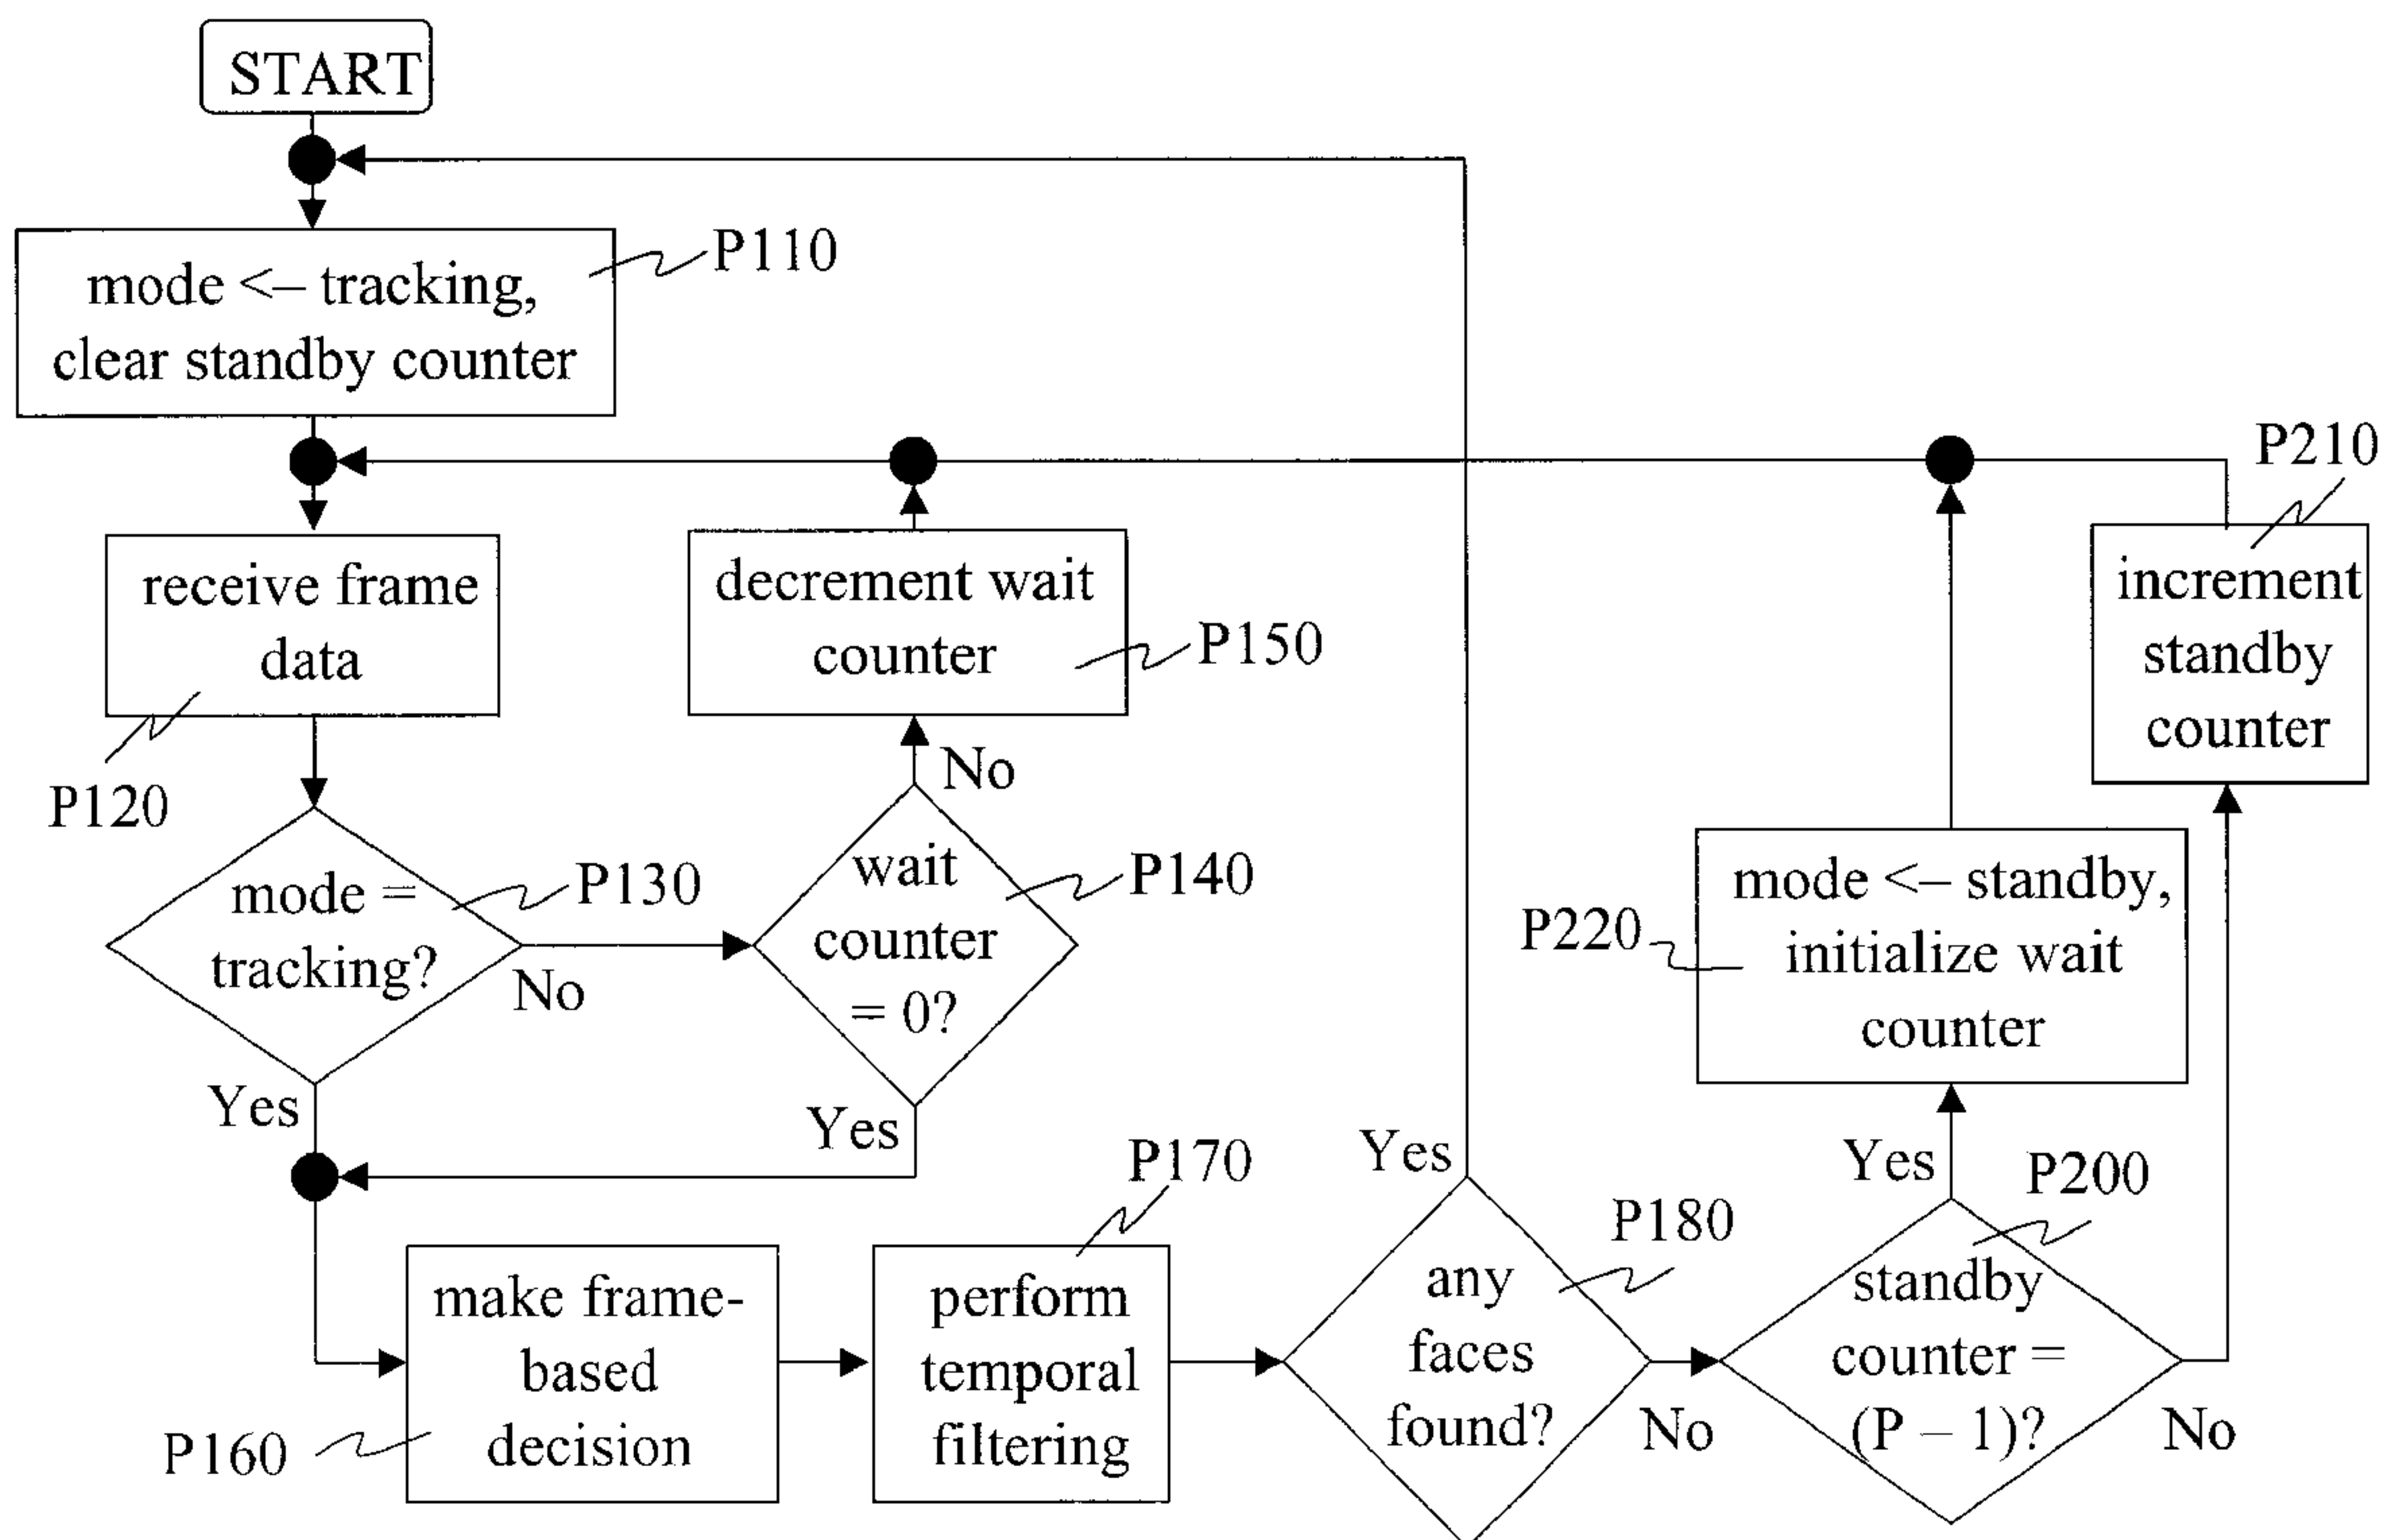 START
P110
mode <– tracking,
clear standby counter
P210
receive frame
data
P120
decrement wait
counter
P150
increment
standby
counter
No
mode =
tracking?
P130
No
Yes
wait
counter
= 0?
P140
Yes
mode <– standby,
initialize wait
counter
P220
make frame-
based
decision
P160
P170
perform
temporal
filtering
Yes
P180
any
faces
found?
No
Yes
P200
standby
counter =
(P – 1)?
No